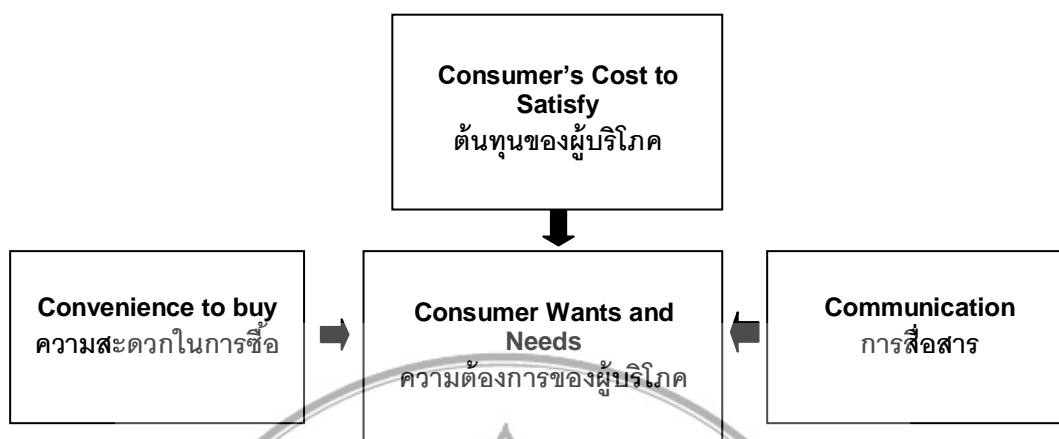 Consumer's Cost to
Satisfy
ต้นทุนของผู้บริโภค
Convenience to buy
ความสะดวกในการซื้อ
Consumer Wants and
Needs
ความต้องการของผู้บริโภค
Communication
การสื่อสาร